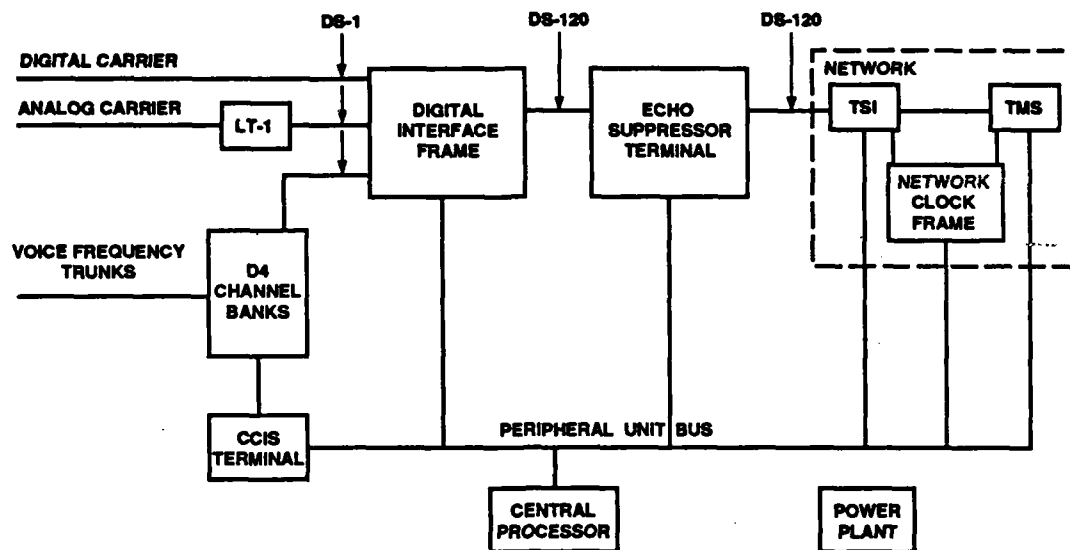 DS-1
DS-120
DS-120
DIGITAL CARRIER
NETWORK
ANALOG CARRIER
LT-1
DIGITAL
INTERFACE
FRAME
ECHO
SUPPRESSOR
TERMINAL
TSI
TMS
NETWORK
CLOCK
FRAME
VOICE FREQUENCY
TRUNKS
D4
CHANNEL
BANKS
CCIS
TERMINAL
PERIPHERAL UNIT BUS
CENTRAL
PROCESSOR
POWER
PLANT